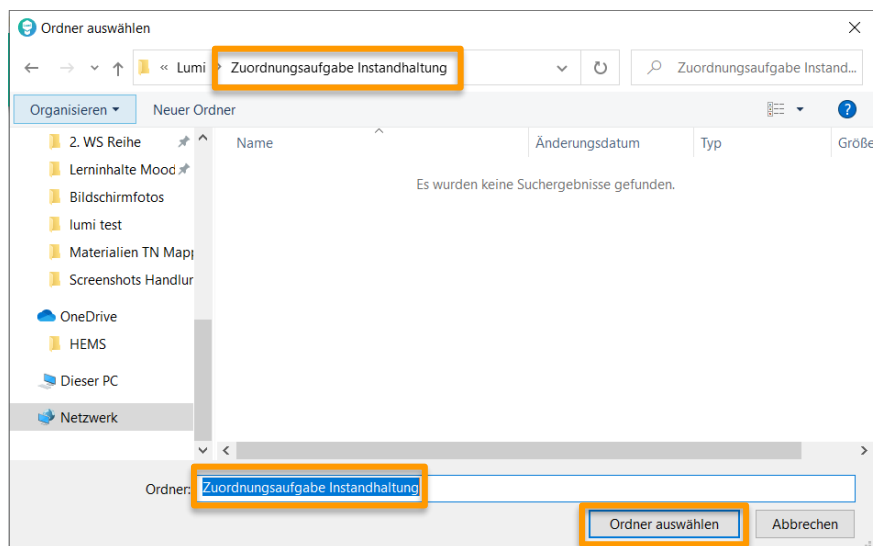 Ordner auswählen
« Lumi › Zuordnungsaufgabe Instandhaltung
Zuordnungsaufgabe Instand...
Organisieren
Neuer Ordner
?
Name
Änderungsdatum
Typ
Größe
Es wurden keine Suchergebnisse gefunden.
2. WS Reihe
Lerninhalte Mood
Bildschirmfotos
lumi test
Materialien TN Mapp
Screenshots Handlur
OneDrive
HEMS
Dieser PC
Netzwerk
Ordner: Zuordnungsaufgabe Instandhaltung
Ordner auswählen
Abbrechen